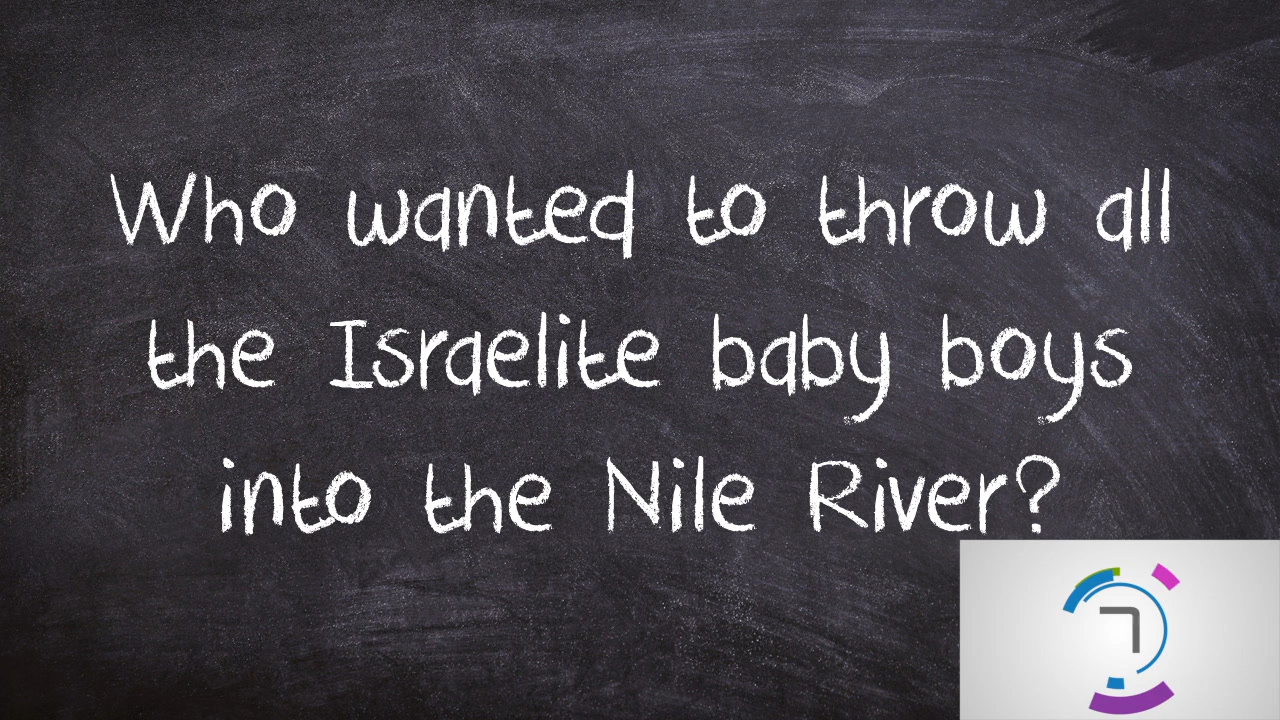 Who wanted to throw all
the Israelite baby boys
into the Nile River?